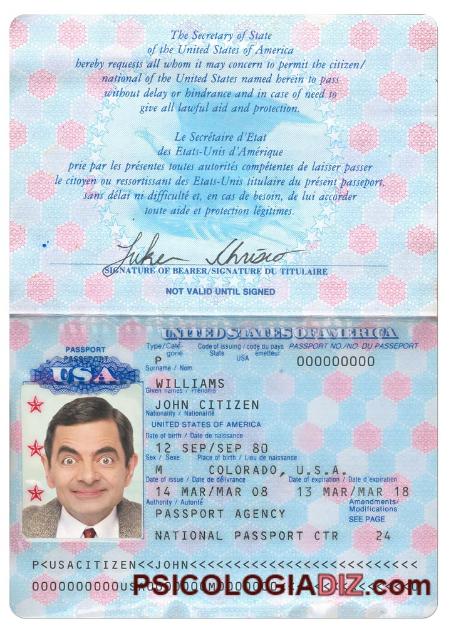 The Secretary of State
of the United States of America
hereby requests all whom it may concern to permit the citizen/
national of the United States named herein to pass
without delay or hindrance and in case of need to
give all lawful aid and protection.
Le Secrétaire d'Etat
des Etats-Unis d'Amérique
prie par les présentes toutes autorités compétentes de laisser passer
le citoyen ou ressortissant des Etats-Unis titulaire du présent passeport,
sans délai ni difficulté et, en cas de besoin, de lui accorder
toute aide et protection légitimes.
SIGNATURE OF BEARER/SIGNATURE DU TITULAIRE
NOT VALID UNTIL SIGNED
UNITED STATES OF AMERICA
PASSPORT
PASSEPORT
USA
Type/Caté-gorie
Code of issuing / code du pays
émetteur
PASSPORT NO./NO. DU PASSEPORT
P
USA
000000000
Surname / Nom
WILLIAMS
Given names / Prénoms
JOHN CITIZEN
Nationality / Nationalité
UNITED STATES OF AMERICA
Date of birth / Date de naissance
12 SEP/SEP 80
Sex / Sexe
Place of birth / Lieu de naissance
M
COLORADO, U.S.A.
Date of issue / Date de délivrance
Date of expiration / Date d'expiration
14 MAR/MAR 08
13 MAR/MAR 18
Authority / Autorité
Amendments/
Modifications
PASSPORT AGENCY
SEE PAGE
NATIONAL PASSPORT CTR
24
P<USACITIZEN<<JOHN<<<<<<<<<<<<<<<<<<<<<<<<<<
PSICOLOGIADIZ.com